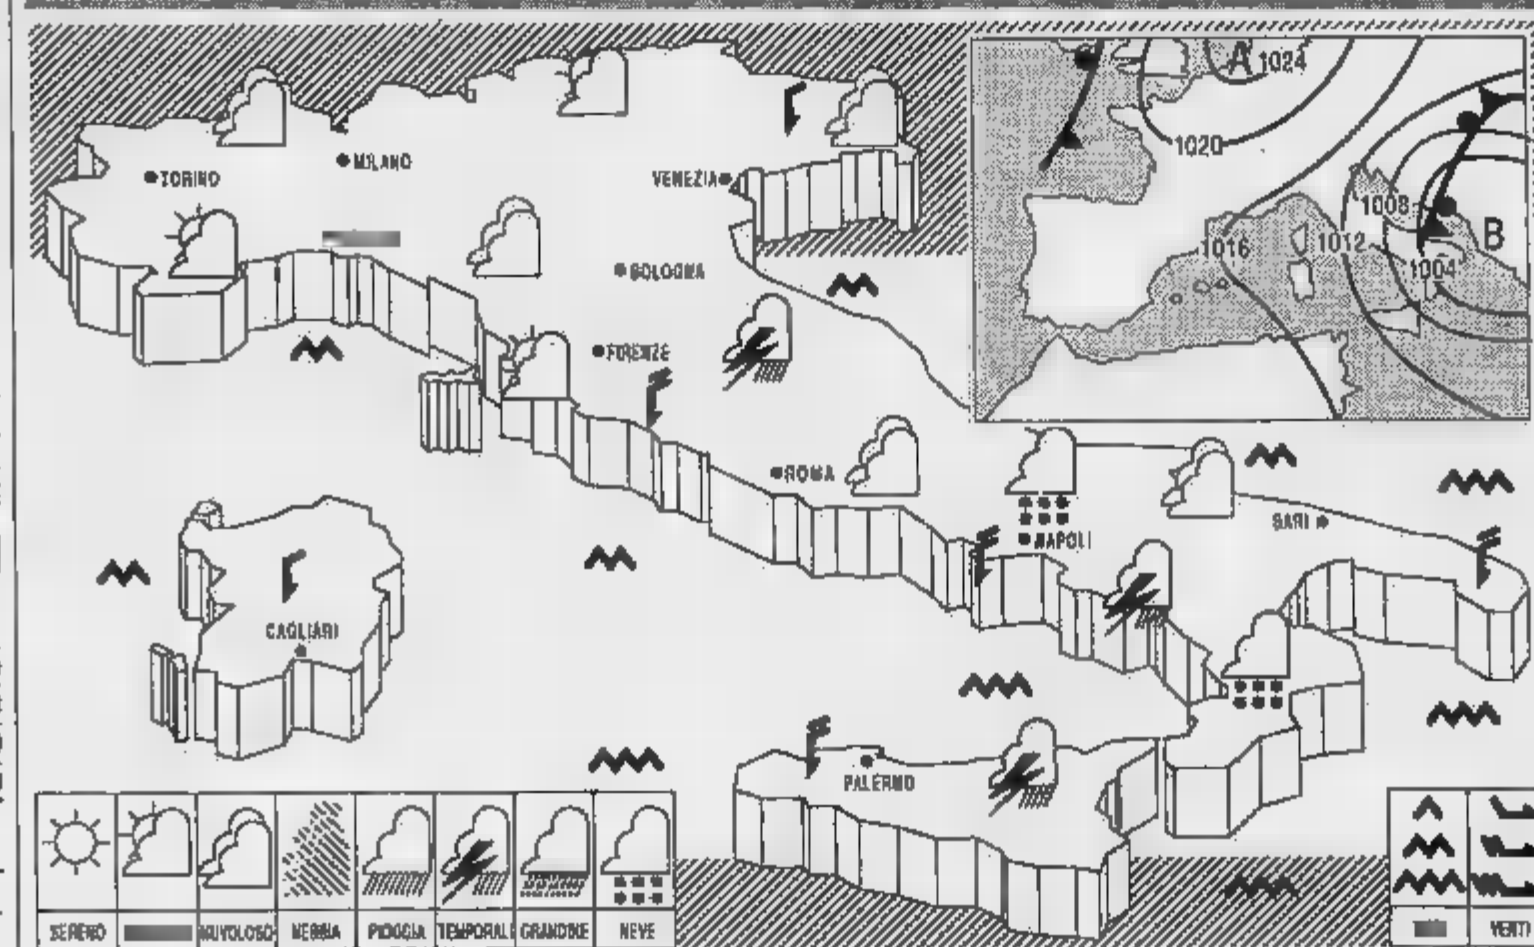 A 1024
1020
1008
1016
1012
B
1004
MILANO
TORINO
VENEZIA
BOLOGNA
FIRENZE
ROMA
BARI
NAPOLI
CAGLIARI
PALERMO
SERENO
NUVOLOSO
NEBBIA
PIOGGIA
TEMPORALI
GRANDINE
NEVE
VENTI